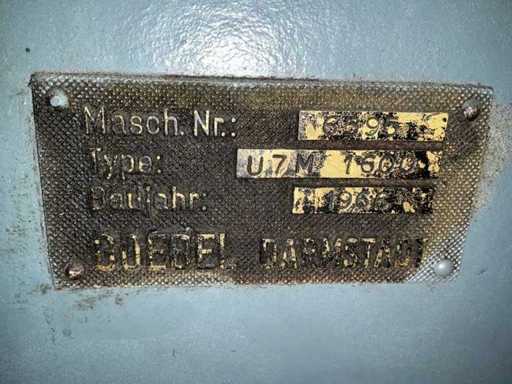 Masch. Nr.:
Type: U7M 1600
Baujahr:
GOEBEL DARMSTADT